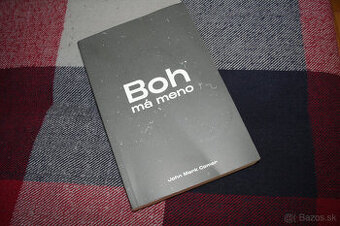 Boh
má meno
John Mark Comer
© Bazos.sk